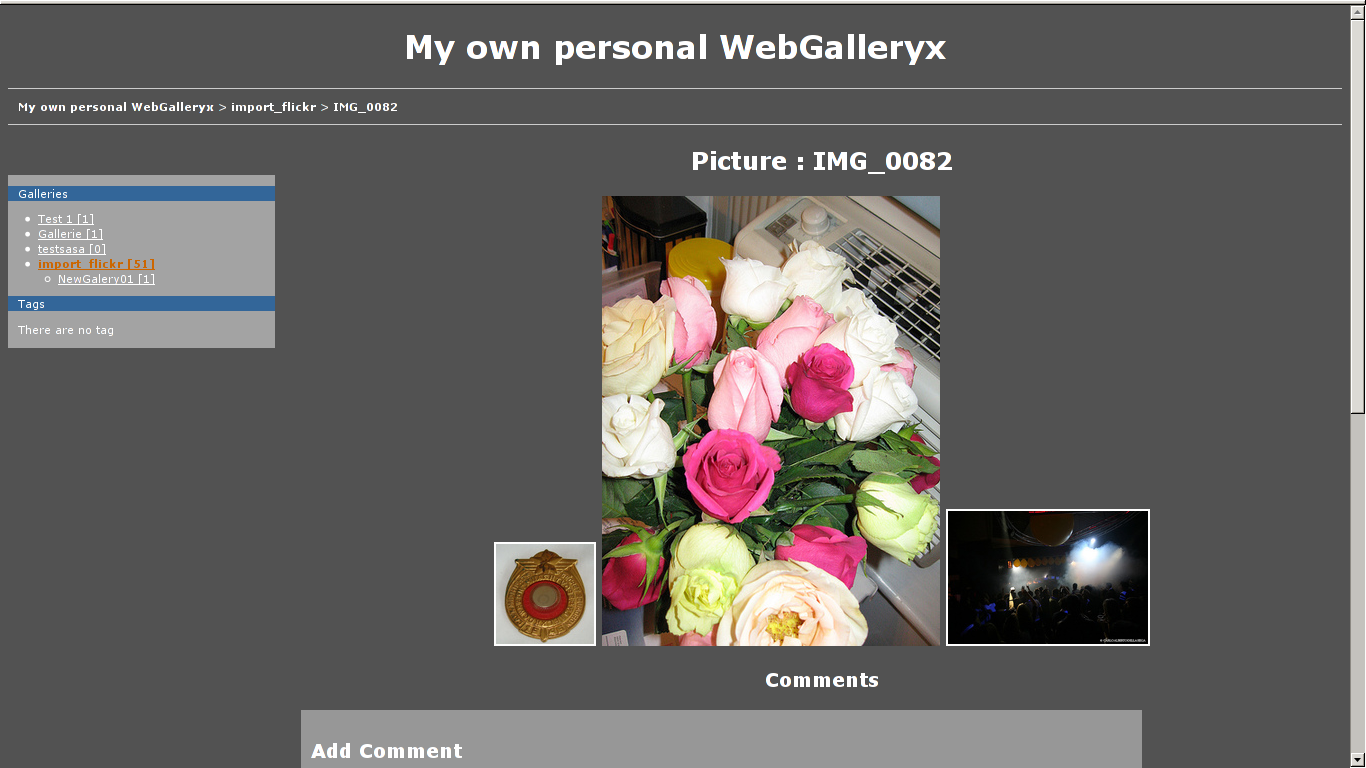 My own personal WebGalleryx
My own personal WebGalleryx > import_flickr > IMG_0082
Picture : IMG_0082
Galleries
Test 1 [1]
Gallerie [1]
testsasa [0]
import_flickr [51]
NewGalery01 [1]
Tags
There are no tag
Comments
Add Comment